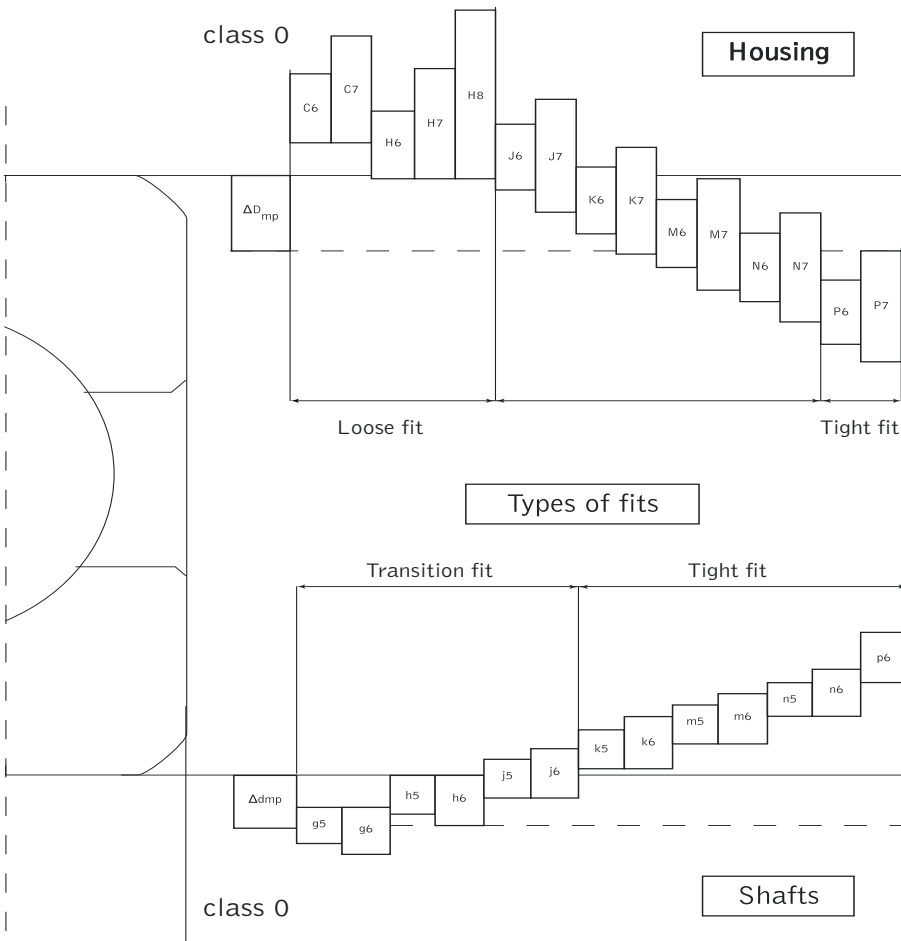 class 0
Housing
C6
C7
H6
H7
H8
J6
J7
K6
K7
M6
M7
N6
N7
P6
P7
ΔDmp
Loose fit
Tight fit
Types of fits
Transition fit
Tight fit
Δdmp
g5
g6
h5
h6
j5
j6
k5
k6
m5
m6
n5
n6
p6
class 0
Shafts